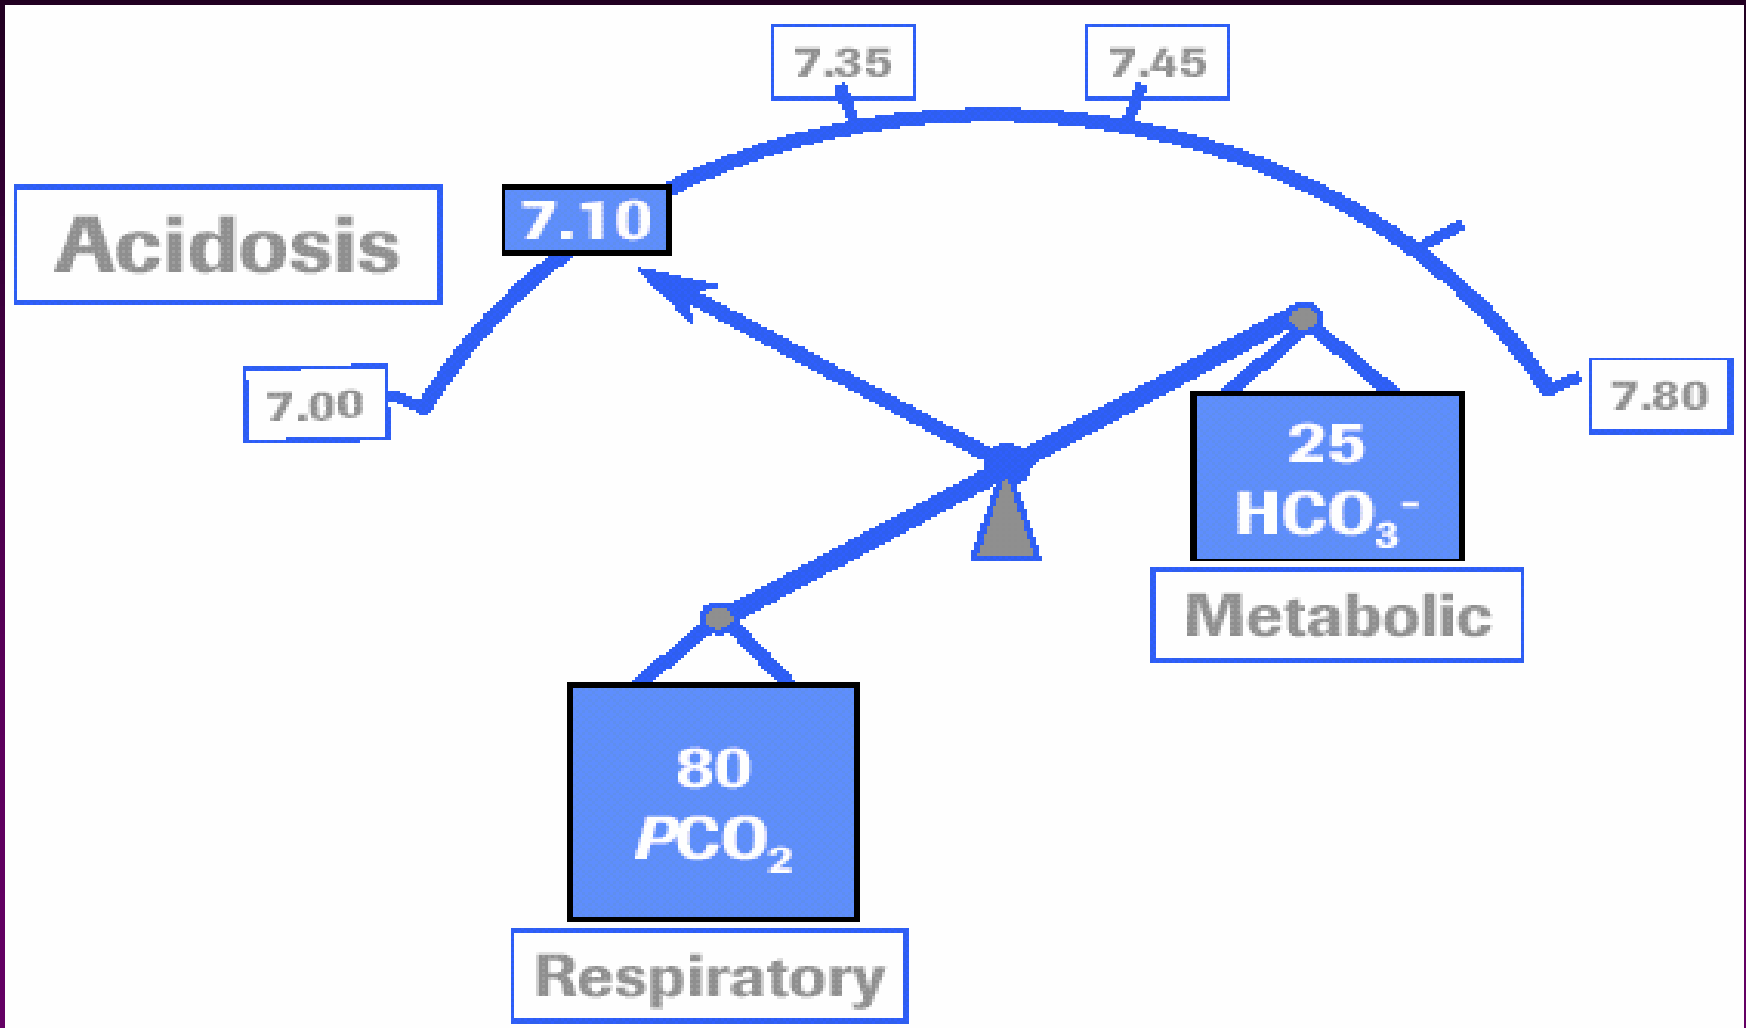 7.35
7.45
Acidosis
7.10
7.00
7.80
25
HCO₃⁻
Metabolic
80
PCO₂
Respiratory